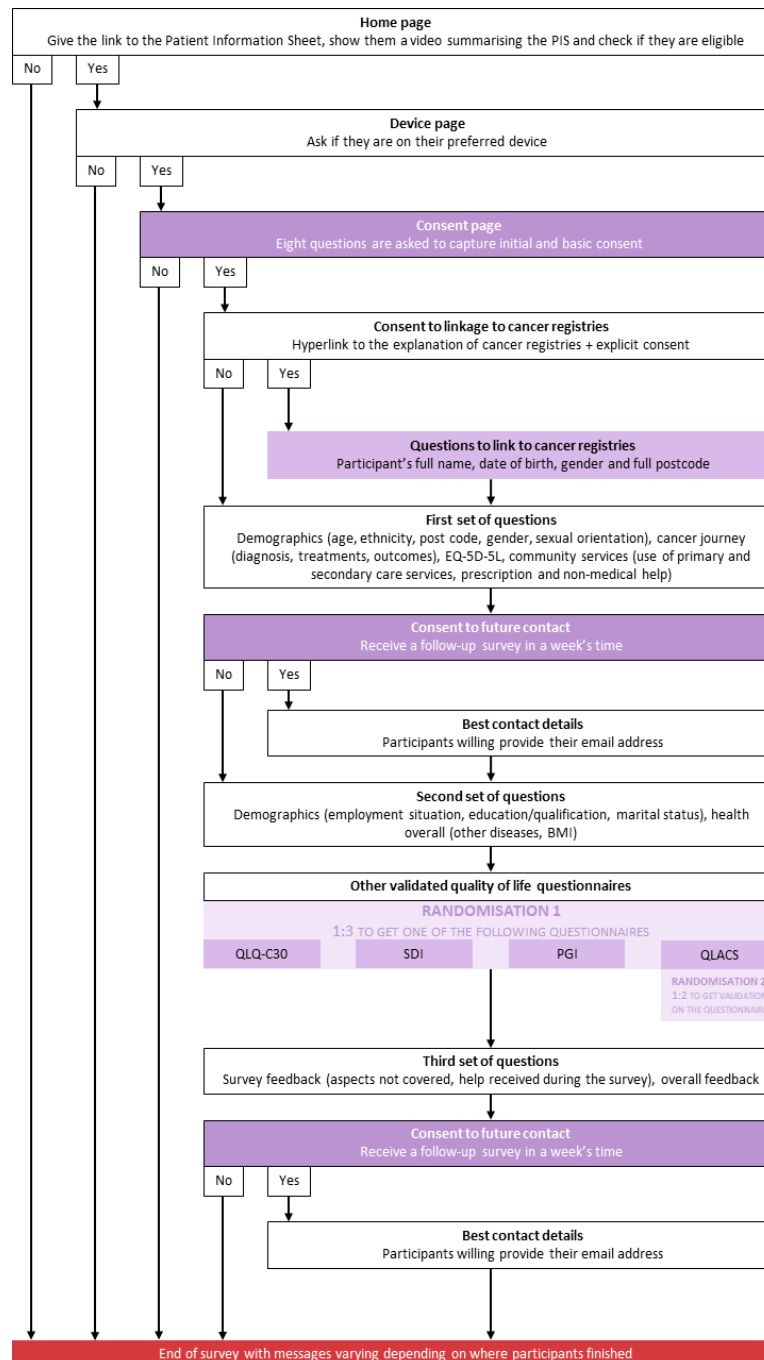 Home page
Give the link to the Patient Information Sheet, show them a video summarising the PIS and check if they are eligible
No
Yes
Device page
Ask if they are on their preferred device
No
Yes
Consent page
Eight questions are asked to capture initial and basic consent
No
Yes
Consent to linkage to cancer registries
Hyperlink to the explanation of cancer registries + explicit consent
No
Yes
Questions to link to cancer registries
Participant's full name, date of birth, gender and full postcode
First set of questions
Demographics (age, ethnicity, post code, gender, sexual orientation), cancer journey
(diagnosis, treatments, outcomes), EQ-5D-5L, community services (use of primary and
secondary care services, prescription and non-medical help)
Consent to future contact
Receive a follow-up survey in a week's time
No
Yes
Best contact details
Participants willing provide their email address
Second set of questions
Demographics (employment situation, education/qualification, marital status), health
overall (other diseases, BMI)
Other validated quality of life questionnaires
RANDOMISATION 1
1:3 TO GET ONE OF THE FOLLOWING QUESTIONNAIRES
QLQ-C30
SDI
PGI
QLACS
RANDOMISATION 2
1:2 TO GET VALIDATION
ON THE QUESTIONNAIRE
Third set of questions
Survey feedback (aspects not covered, help received during the survey), overall feedback
Consent to future contact
Receive a follow-up survey in a week's time
No
Yes
Best contact details
Participants willing provide their email address
End of survey with messages varying depending on where participants finished